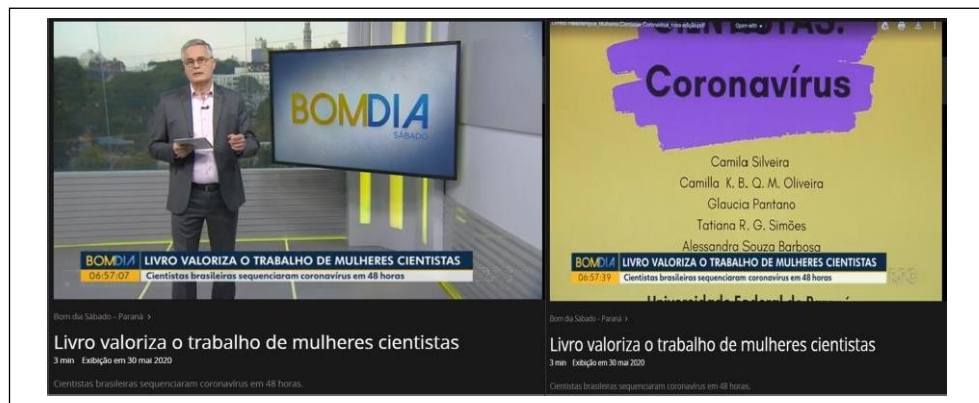 BOMDIA
SÁBADO
BOMDIA LIVRO VALORIZA O TRABALHO DE MULHERES CIENTISTAS
06:57:07 Cientistas brasileiras sequenciaram coronavírus em 48 horas
Bom dia Sábado – Paraná >
Livro valoriza o trabalho de mulheres cientistas
3 min Exibição em 30 mai 2020
Cientistas brasileiras sequenciaram coronavírus em 48 horas.
Open with
CIENTISTAS:
Coronavírus
Camila Silveira
Camilla K. B. Q. M. Oliveira
Glaucia Pantano
Tatiana R. G. Simões
Alessandra Souza Barbosa
BOMDIA LIVRO VALORIZA O TRABALHO DE MULHERES CIENTISTAS
06:57:39 Cientistas brasileiras sequenciaram coronavírus em 48 horas
Universidade Federal do Paraná
Bom dia Sábado – Paraná >
Livro valoriza o trabalho de mulheres cientistas
3 min Exibição em 30 mai 2020
Cientistas brasileiras sequenciaram coronavírus em 48 horas.